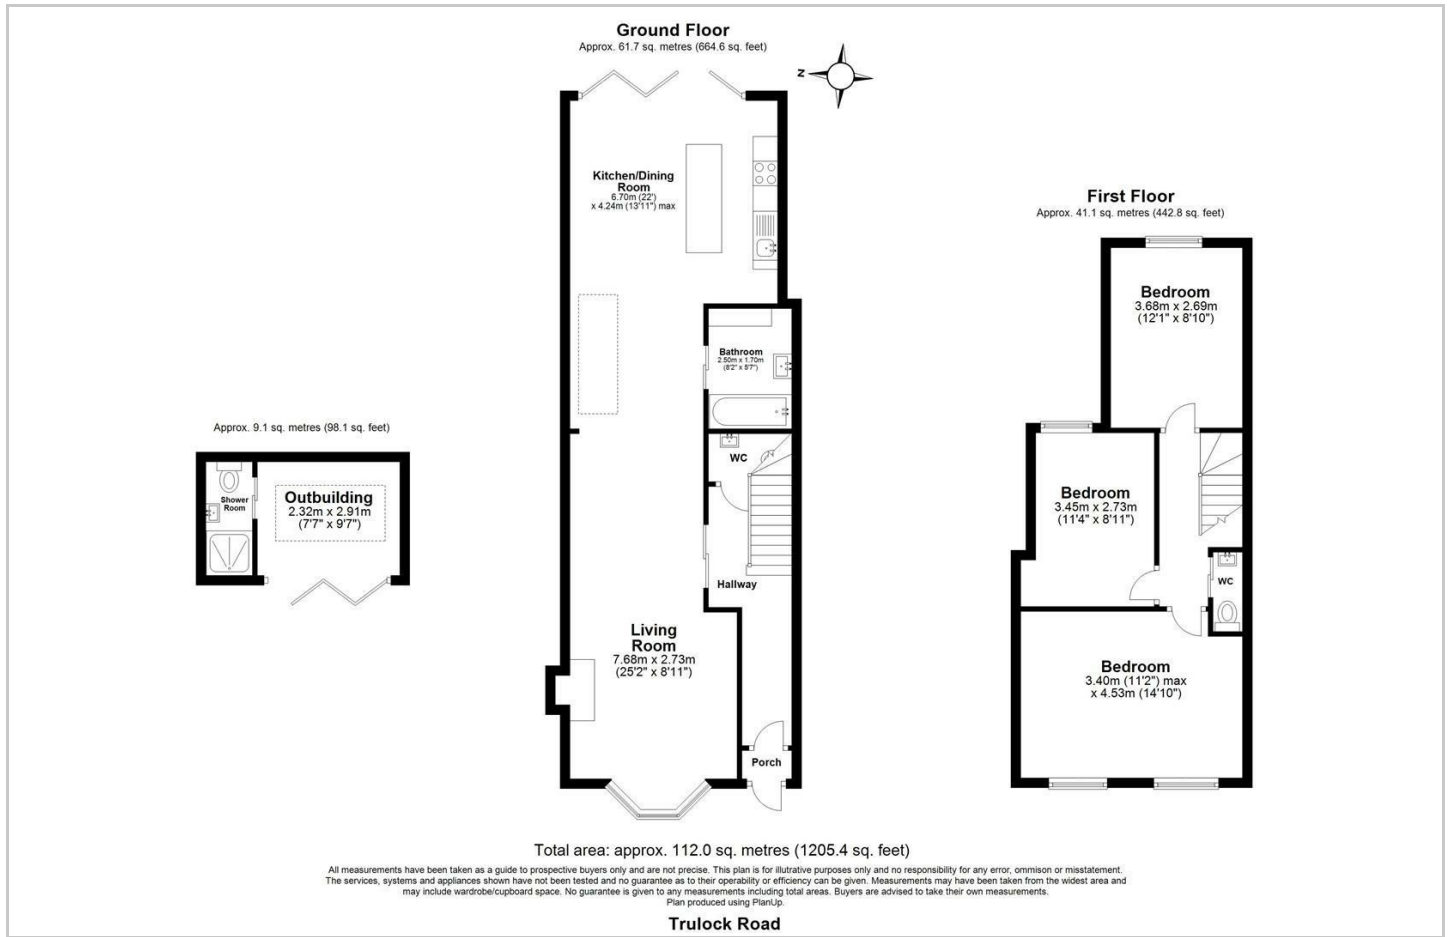 Ground Floor
Approx. 61.7 sq. metres (664.6 sq. feet)
Z
Kitchen/Dining
Room
6.70m (22')
x 4.24m (13'11") max
First Floor
Approx. 41.1 sq. metres (442.8 sq. feet)
Bedroom
3.68m x 2.69m
(12'1" x 8'10")
Bathroom
2.50m x 1.70m
(8'2" x 5'7")
Approx. 9.1 sq. metres (98.1 sq. feet)
WC
Shower
Room
Outbuilding
2.32m x 2.91m
(7'7" x 9'7")
Bedroom
3.45m x 2.73m
(11'4" x 8'11")
Hallway
WC
Living
Room
7.68m x 2.73m
(25'2" x 8'11")
Bedroom
3.40m (11'2") max
x 4.53m (14'10")
Porch
Total area: approx. 112.0 sq. metres (1205.4 sq. feet)
All measurements have been taken as a guide to prospective buyers only and are not precise. This plan is for illutrative purposes only and no responsibility for any error, ommison or misstatement.
The services, systems and appliances shown have not been tested and no guarantee as to their operability or efficiency can be given. Measurements may have been taken from the widest area and
may include wardrobe/cupboard space. No guarantee is given to any measurements including total areas. Buyers are advised to take their own measurements.
Plan produced using PlanUp.
Trulock Road